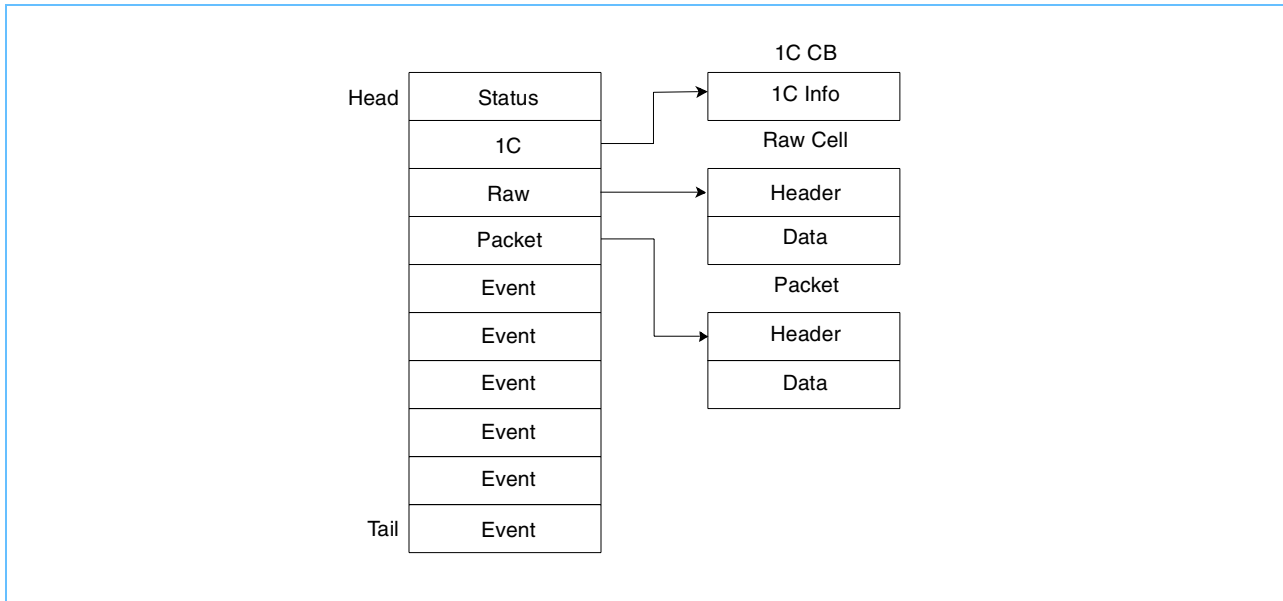 1C CB
Head
Status
1C Info
1C
Raw Cell
Raw
Header
Packet
Data
Event
Packet
Event
Header
Event
Data
Event
Event
Tail
Event